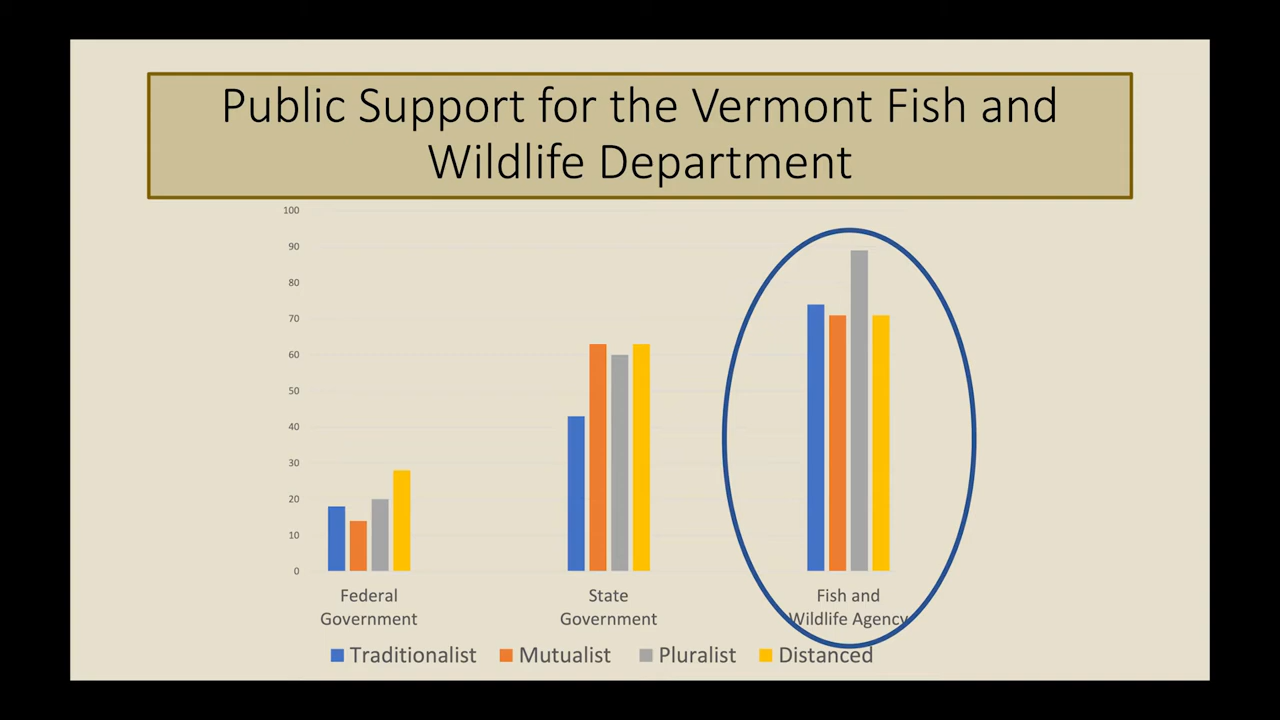 Public Support for the Vermont Fish and
Wildlife Department
100
90
80
70
60
50
40
30
20
10
0
Federal
Government
State
Government
Fish and
Wildlife Agency
Traditionalist
Mutualist
Pluralist
Distanced